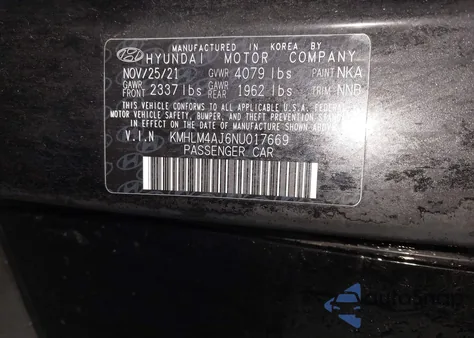 MANUFACTURED IN KOREA BY
HYUNDAI MOTOR COMPANY
NOV/25/21 GVWR 4079 lbs PAINT NKA
GAWR FRONT 2337 lbs GAWR REAR 1962 lbs TRIM NNB
THIS VEHICLE CONFORMS TO ALL APPLICABLE U.S.A. FEDERAL
MOTOR VEHICLE SAFETY, BUMPER, AND THEFT PREVENTION STANDARDS
IN EFFECT ON THE DATE OF MANUFACTURE SHOWN ABOVE.
V.I.N KMHLM4AJ6NU017669
PASSENGER CAR